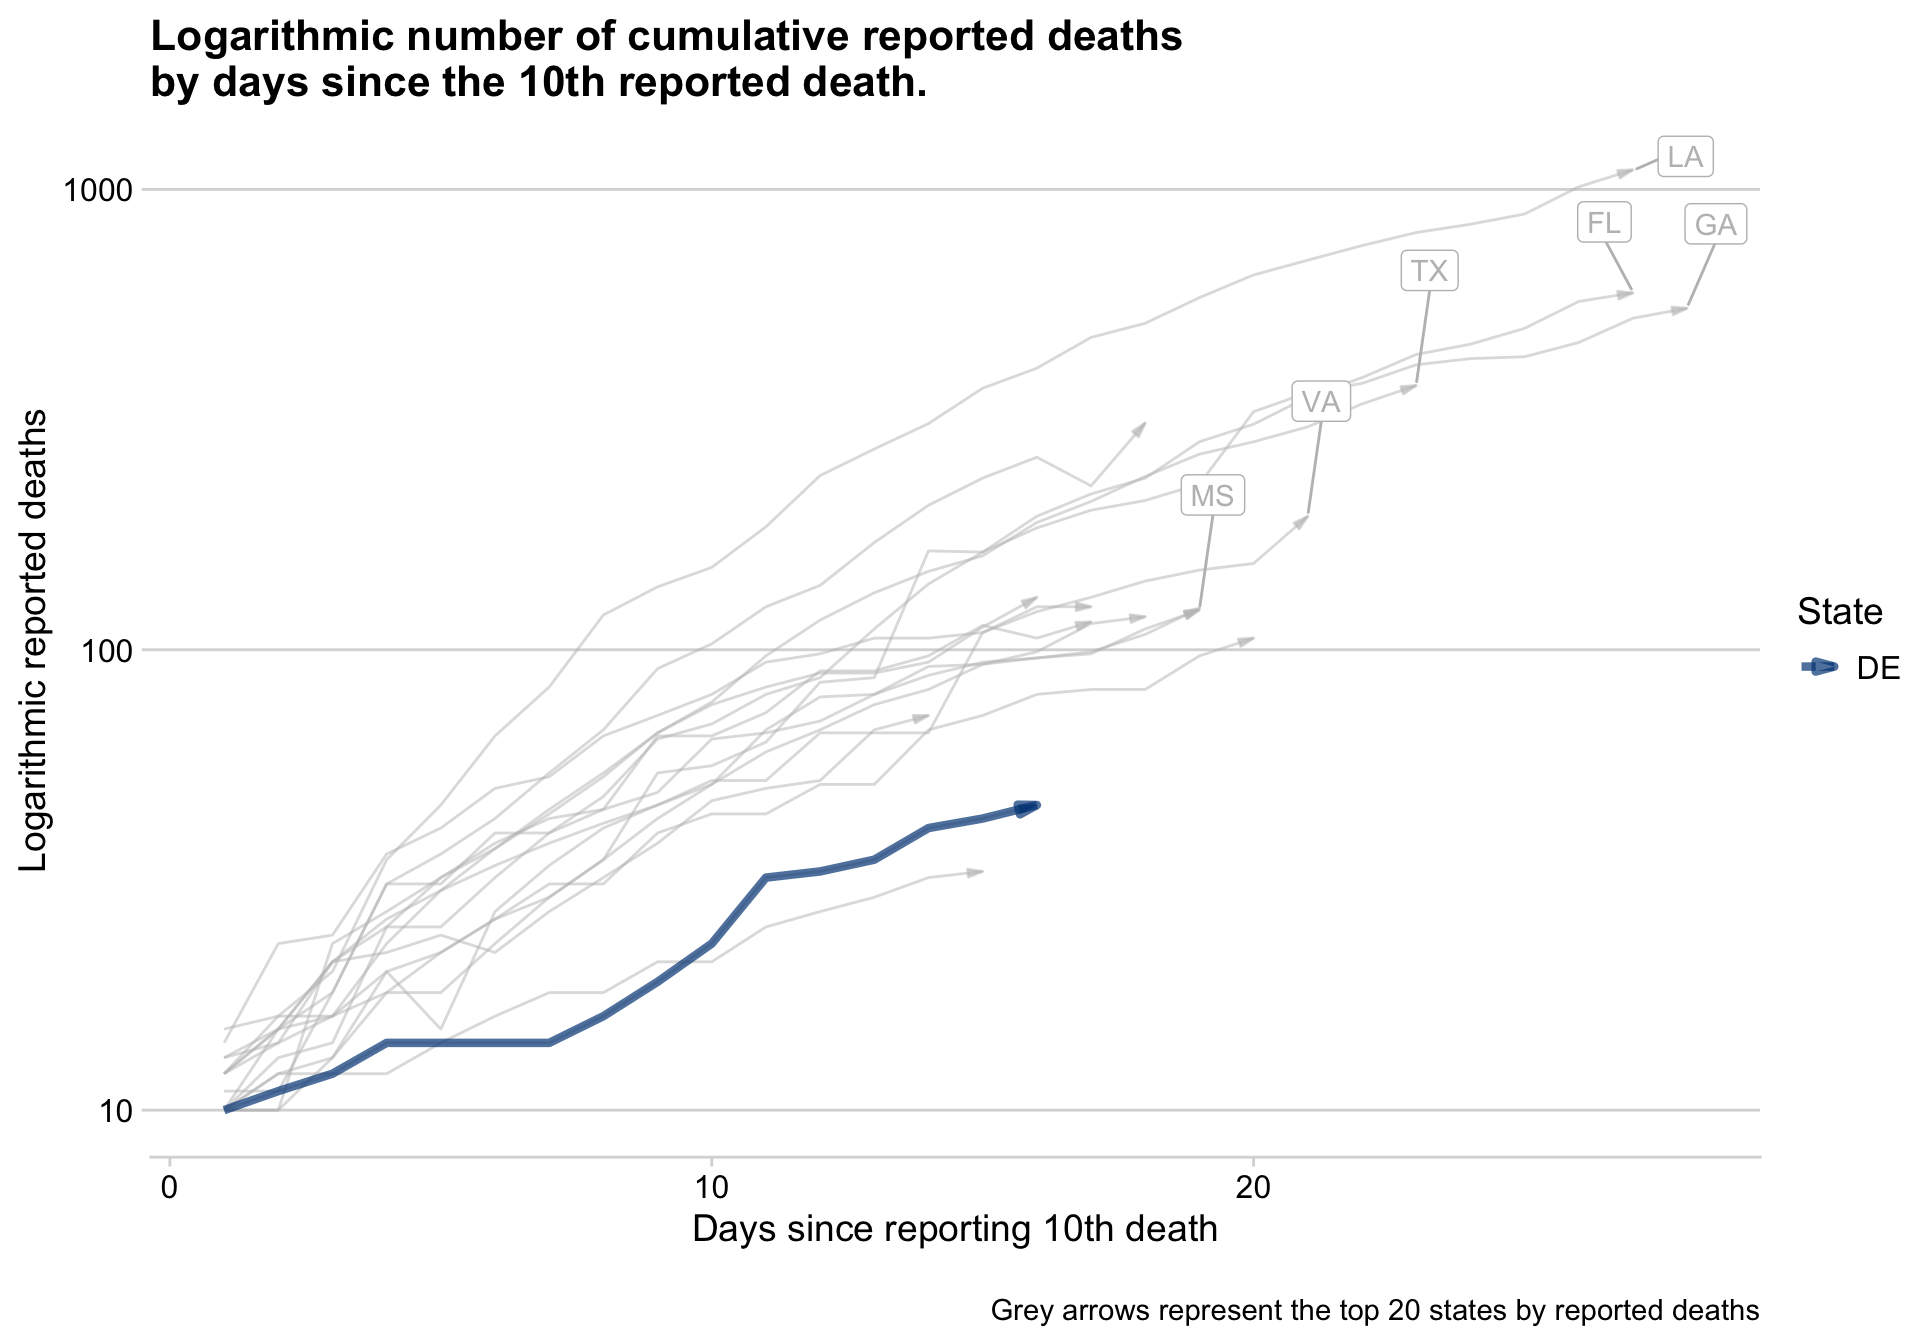 Logarithmic number of cumulative reported deaths
by days since the 10th reported death.
LA
1000
FL
GA
TX
VA
MS
Logarithmic reported deaths
State
100
DE
10
0
10
20
Days since reporting 10th death
Grey arrows represent the top 20 states by reported deaths